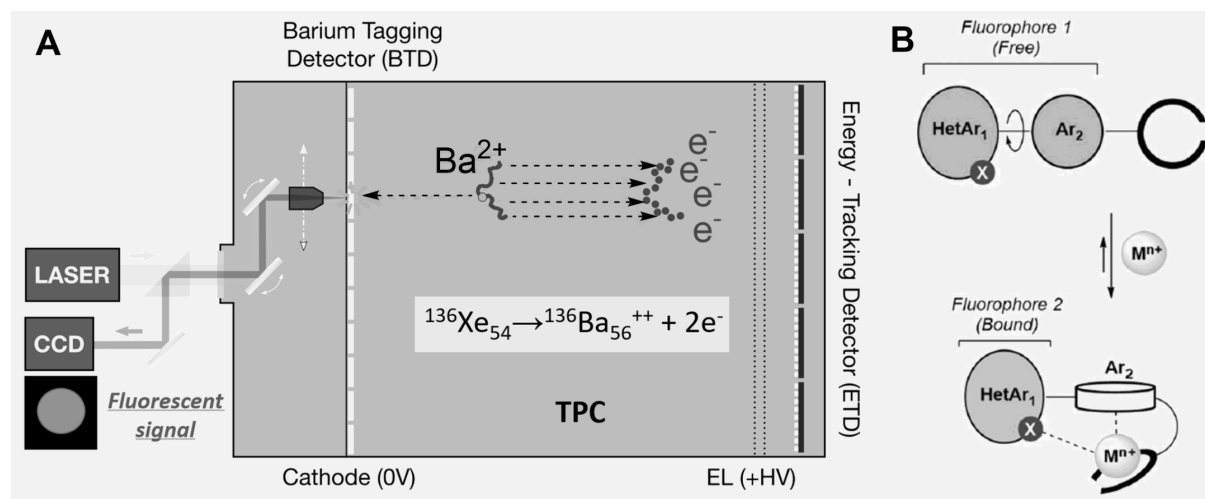 A
Barium Tagging
Detector (BTD)
Ba²⁺
e⁻
e⁻
e⁻
e⁻
LASER
CCD
Fluorescent
signal
¹³⁶Xe₅₄→¹³⁶Ba₅₆⁺⁺ + 2e⁻
TPC
Cathode (0V)
EL (+HV)
Energy - Tracking Detector (ETD)
B
Fluorophore 1
(Free)
HetAr₁
Ar₂
X
Mⁿ⁺
Fluorophore 2
(Bound)
HetAr₁
Ar₂
X
Mⁿ⁺